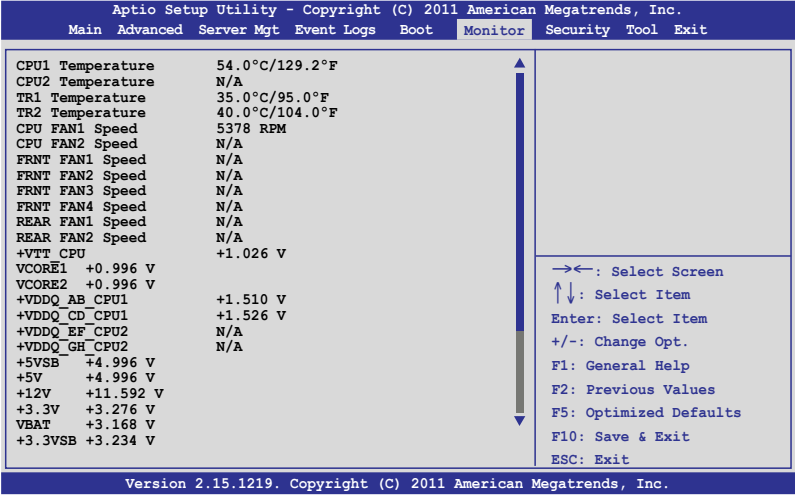 Aptio Setup Utility - Copyright (C) 2011 American Megatrends, Inc.
Main Advanced Server Mgt Event Logs Boot Monitor Security Tool Exit
CPU1 Temperature 54.0°C/129.2°F
CPU2 Temperature N/A
TR1 Temperature 35.0°C/95.0°F
TR2 Temperature 40.0°C/104.0°F
CPU FAN1 Speed 5378 RPM
CPU FAN2 Speed N/A
FRNT FAN1 Speed N/A
FRNT FAN2 Speed N/A
FRNT FAN3 Speed N/A
FRNT FAN4 Speed N/A
REAR FAN1 Speed N/A
REAR FAN2 Speed N/A
+VTT_CPU +1.026 V
VCORE1 +0.996 V
VCORE2 +0.996 V
+VDDQ_AB_CPU1 +1.510 V
+VDDQ_CD_CPU1 +1.526 V
+VDDQ_EF_CPU2 N/A
+VDDQ_GH_CPU2 N/A
+5VSB +4.996 V
+5V +4.996 V
+12V +11.592 V
+3.3V +3.276 V
VBAT +3.168 V
+3.3VSB +3.234 V
→←: Select Screen
↑↓: Select Item
Enter: Select Item
+/-: Change Opt.
F1: General Help
F2: Previous Values
F5: Optimized Defaults
F10: Save & Exit
ESC: Exit
Version 2.15.1219. Copyright (C) 2011 American Megatrends, Inc.